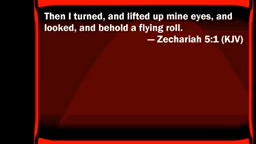 Then I turned, and lifted up mine eyes, and
looked, and behold a flying roll.
— Zechariah 5:1 (KJV)